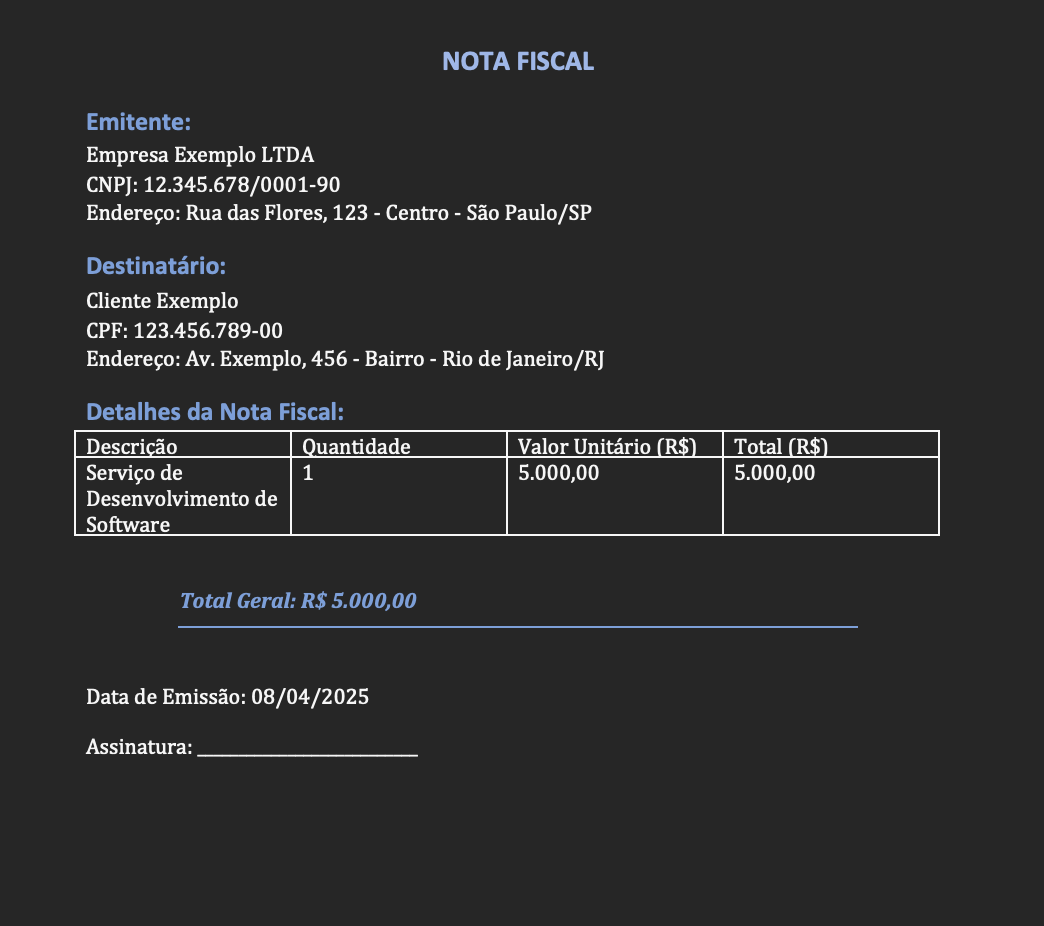 NOTA FISCAL
Emitente:
Empresa Exemplo LTDA
CNPJ: 12.345.678/0001-90
Endereço: Rua das Flores, 123 - Centro - São Paulo/SP
Destinatário:
Cliente Exemplo
CPF: 123.456.789-00
Endereço: Av. Exemplo, 456 - Bairro - Rio de Janeiro/RJ
Detalhes da Nota Fiscal:
Descrição Quantidade Valor Unitário (R$) Total (R$)
Serviço de 1 5.000,00 5.000,00
Desenvolvimento de
Software
Total Geral: R$ 5.000,00
Data de Emissão: 08/04/2025
Assinatura: ______________________